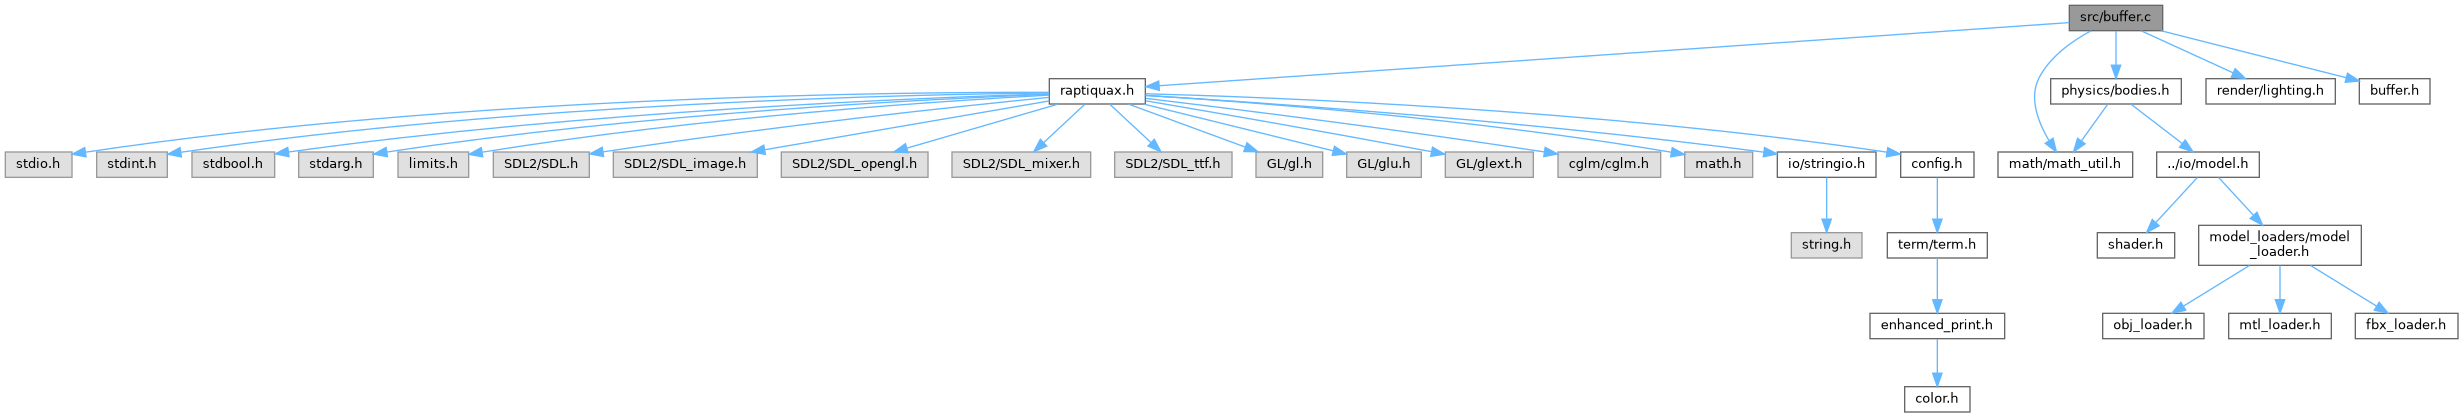 src/buffer.c
raptiquax.h
physics/bodies.h
render/lighting.h
buffer.h
stdio.h
stdint.h
stdbool.h
stdarg.h
limits.h
SDL2/SDL.h
SDL2/SDL_image.h
SDL2/SDL_opengl.h
SDL2/SDL_mixer.h
SDL2/SDL_ttf.h
GL/gl.h
GL/glu.h
GL/glext.h
cglm/cglm.h
math.h
io/stringio.h
config.h
math/math_util.h
../io/model.h
string.h
term/term.h
shader.h
model_loaders/model
_loader.h
enhanced_print.h
obj_loader.h
mtl_loader.h
fbx_loader.h
color.h